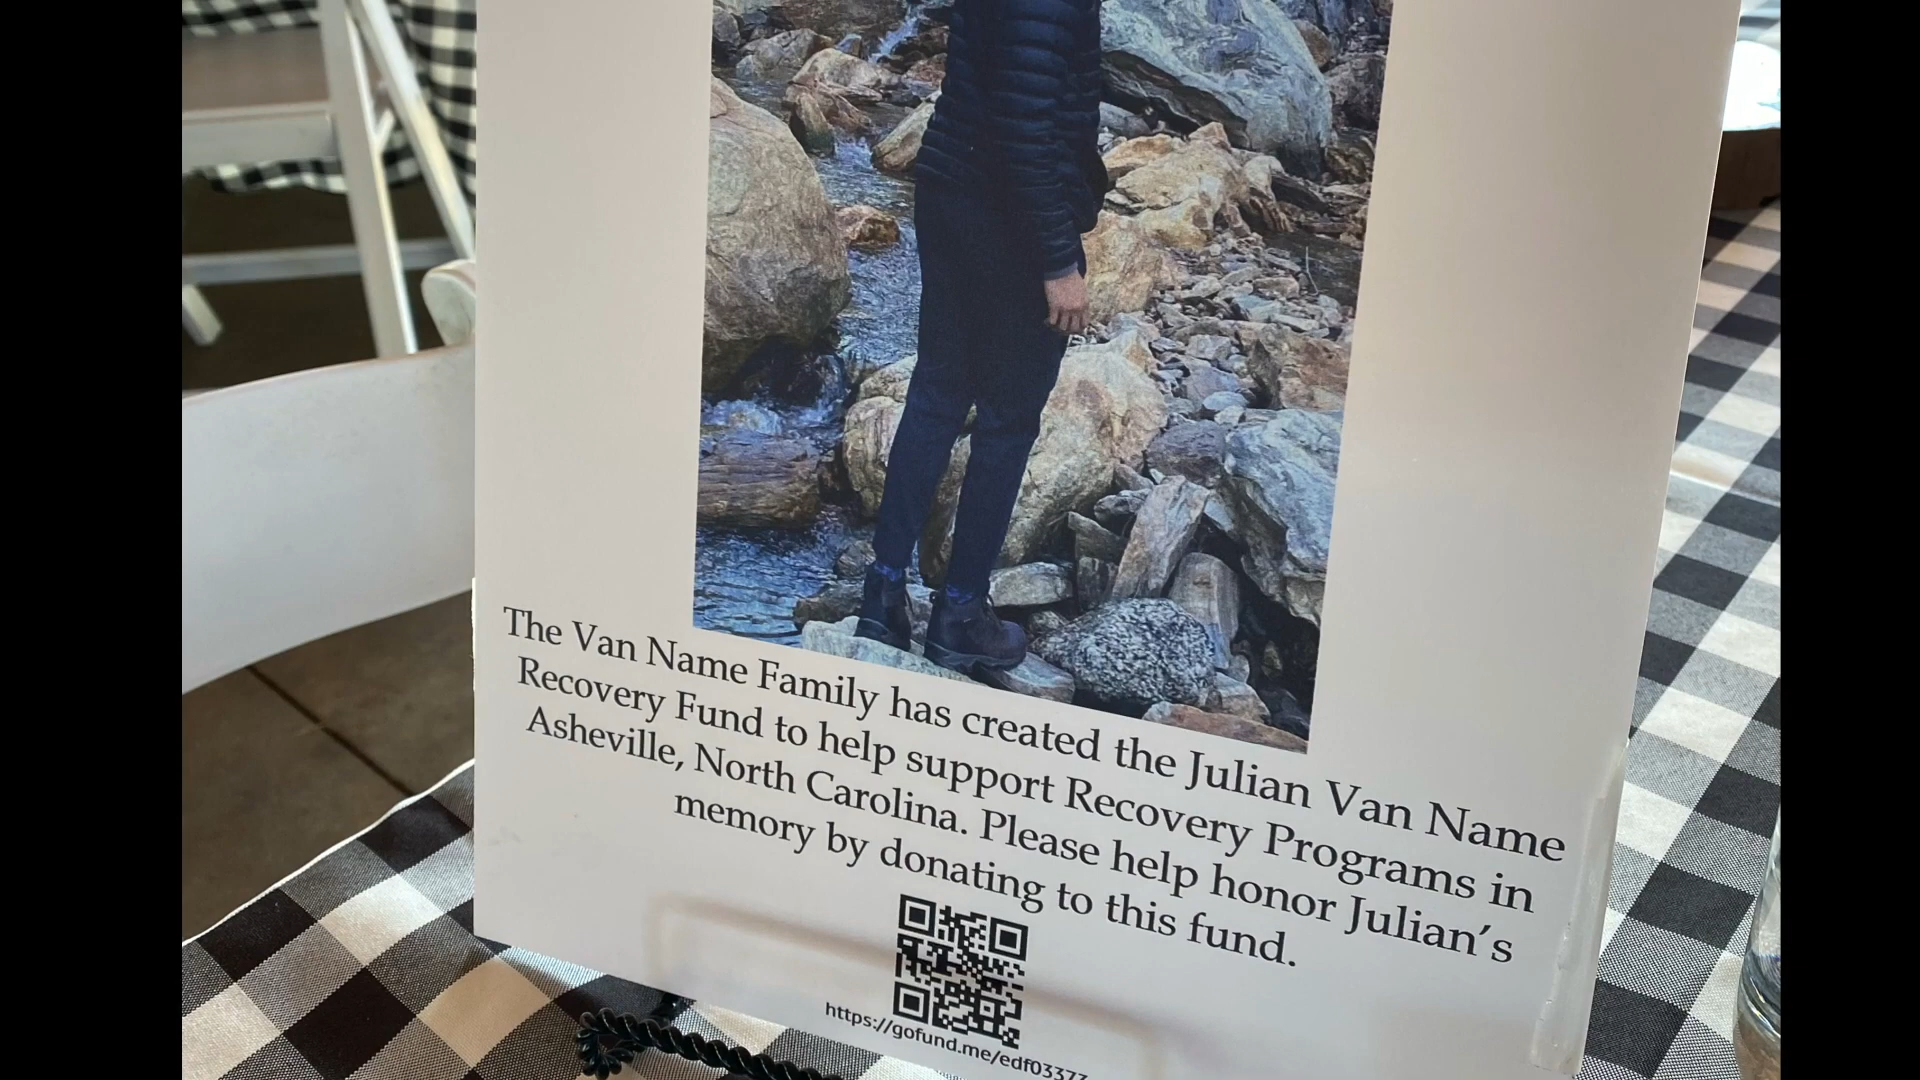 The Van Name Family has created the Julian Van Name
Recovery Fund to help support Recovery Programs in
Asheville, North Carolina. Please help honor Julian's
memory by donating to this fund.
https://gofund.me/edf03373